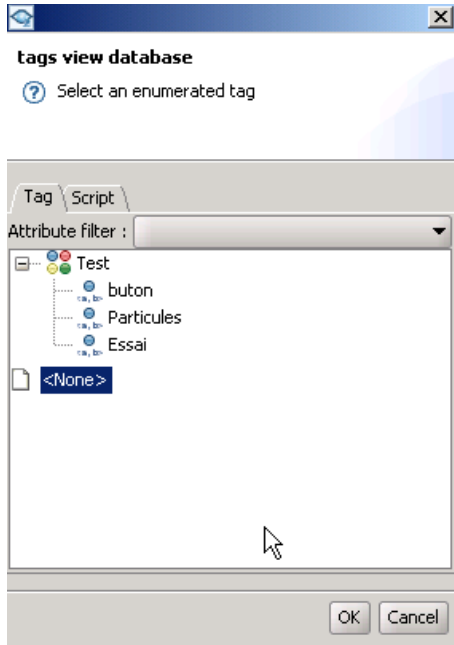 tags view database
Select an enumerated tag
Tag Script
Attribute filter :
Test
buton
Particules
Essai
<None>
OK Cancel